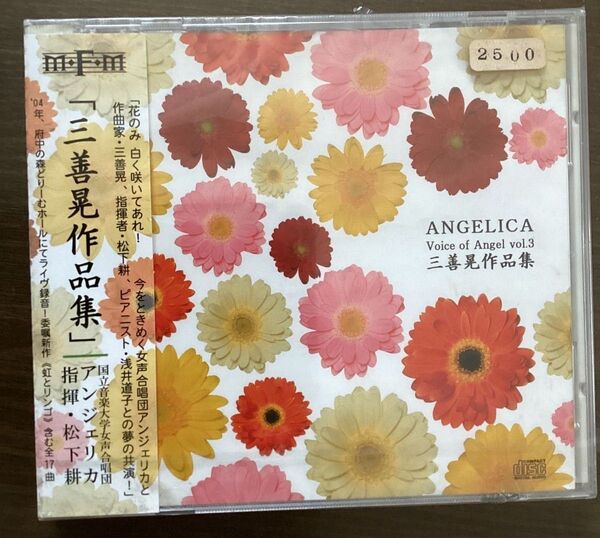 m・F・m
「三善晃作品集」
国立音楽大学女声合唱団
アンジェリカ
指揮・松下耕
'04年、府中の森どりーむホールにてライヴ録音!委嘱新作《虹とリンゴ》含む全17曲
「花のみ 白く咲いてあれ!
今をときめく女声合唱団アンジェリカと
作曲家・三善晃、指揮者・松下耕、ピアニスト・浅井道子との夢の共演!」
2500
ANGELICA
Voice of Angel vol.3
三善晃作品集
COMPACT
disc
DIGITAL AUDIO